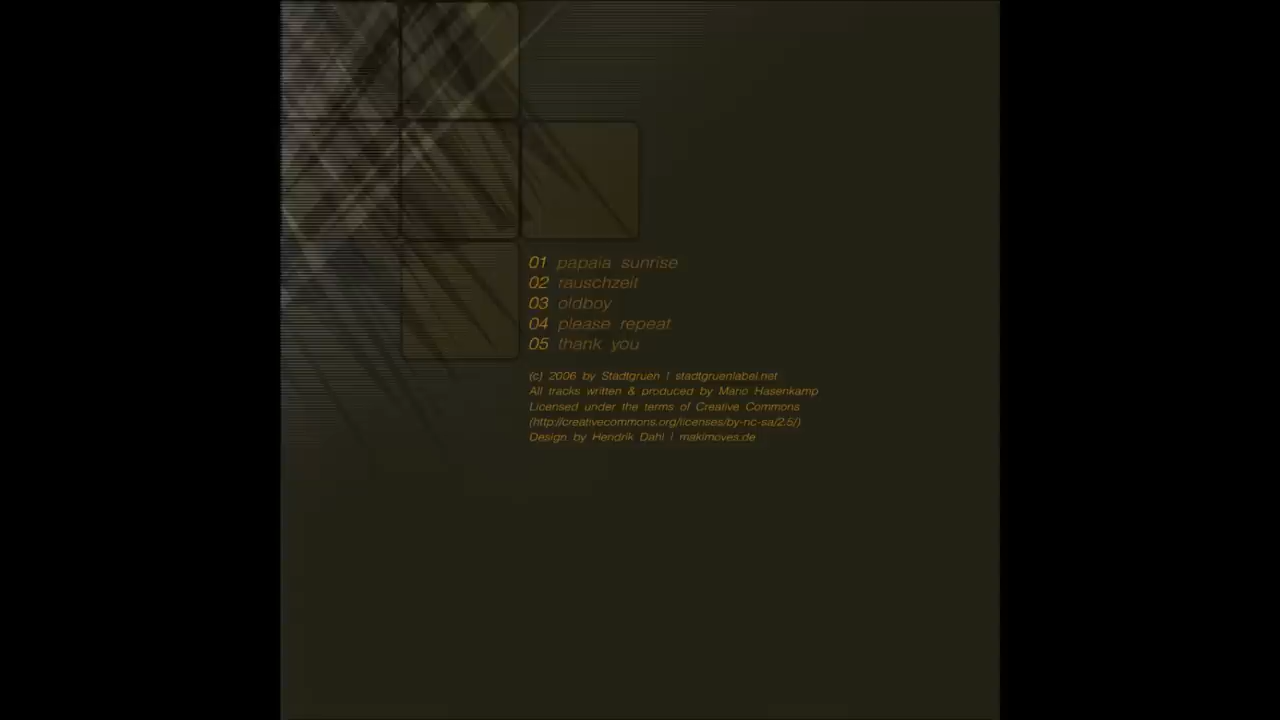 01 papaia sunrise
02 rauschzeit
03 oldboy
04 please repeat
05 thank you
(c) 2006 by Stadtgruen | stadtgruenlabel.net
All tracks written & produced by Mano Hasenkamp
Licensed under the terms of Creative Commons
(http://creativecommons.org/licenses/by-nc-sa/2.5/)
Design by Hendrik Dahl | makimoves.de